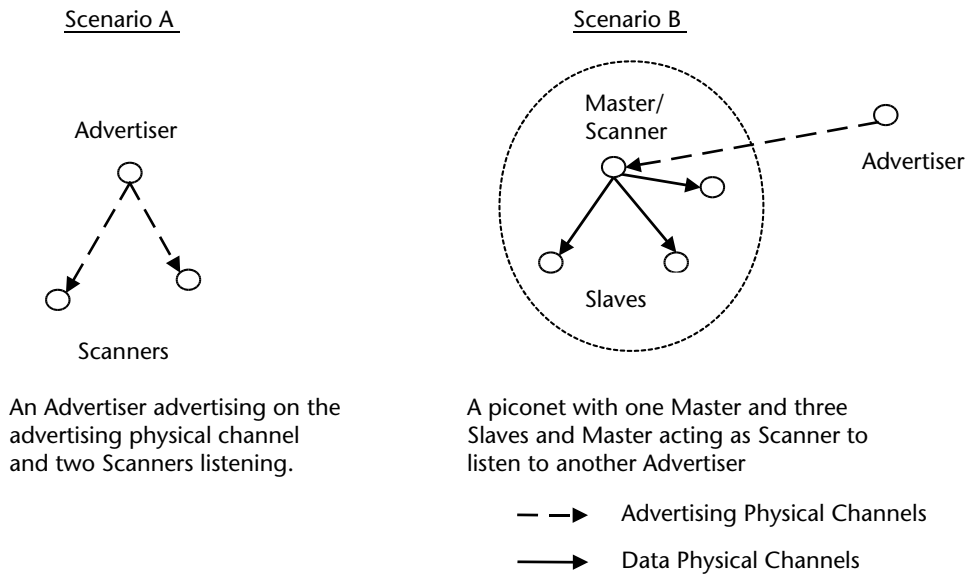 Scenario A
Advertiser
Scanners
An Advertiser advertising on the
advertising physical channel
and two Scanners listening.
Scenario B
Master/
Scanner
Advertiser
Slaves
A piconet with one Master and three
Slaves and Master acting as Scanner to
listen to another Advertiser
Advertising Physical Channels
Data Physical Channels